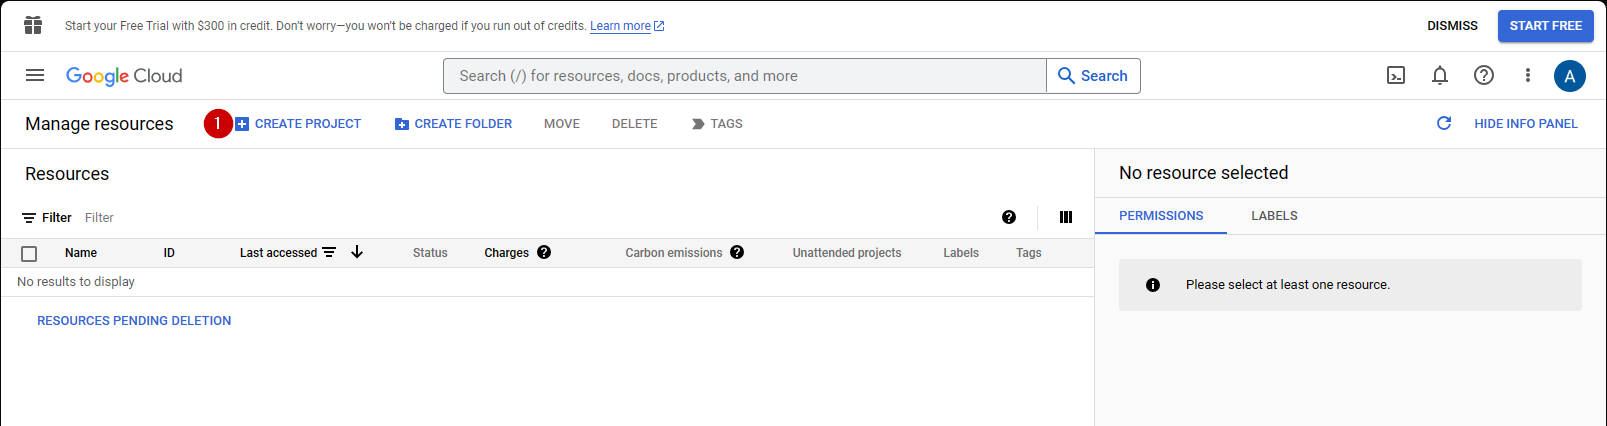 Start your Free Trial with $300 in credit. Don't worry—you won't be charged if you run out of credits. Learn more
DISMISS
START FREE
Google Cloud
Search (/) for resources, docs, products, and more
Search
A
Manage resources
1
CREATE PROJECT
CREATE FOLDER
MOVE
DELETE
TAGS
HIDE INFO PANEL
Resources
No resource selected
Filter Filter
PERMISSIONS
LABELS
Name ID Last accessed Status Charges Carbon emissions Unattended projects Labels Tags
No results to display
Please select at least one resource.
RESOURCES PENDING DELETION